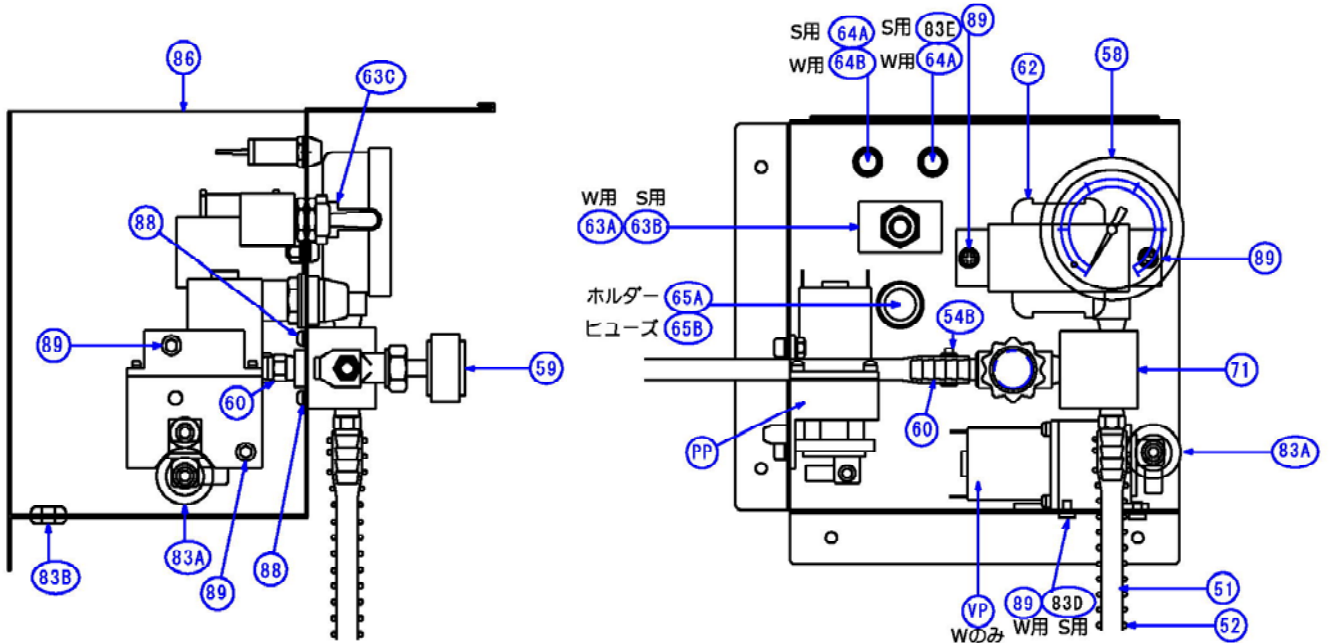 86
63C
88
89
59
60
83A
83B
89
88
S用 64A S用 83E 89
W用 64B W用 64A
62
58
W用 S用
63A 63B
89
ホルダー 65A
ヒューズ 65B
54B
71
60
PP
83A
VP
Wのみ
89 83D
W用 S用
51
52